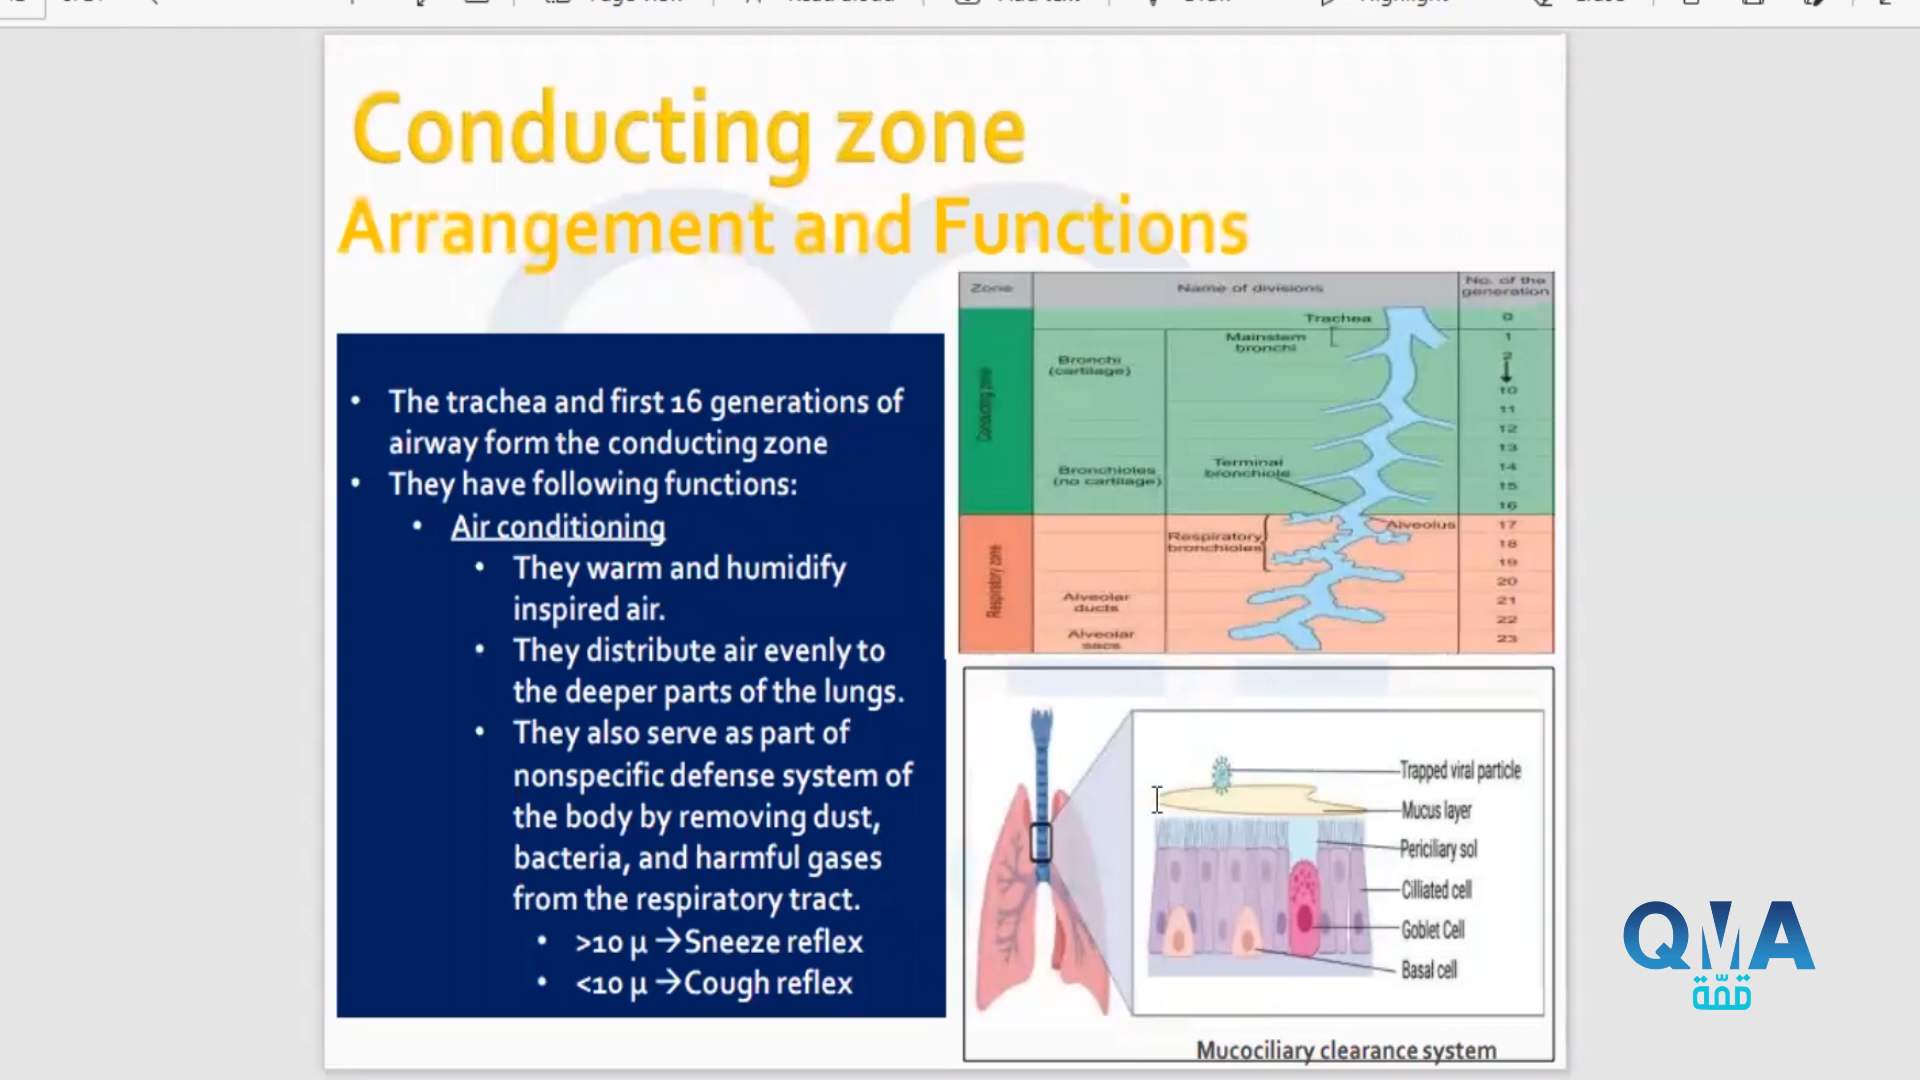 Conducting zone
Arrangement and Functions
• The trachea and first 16 generations of
airway form the conducting zone
• They have following functions:
• Air conditioning
• They warm and humidify
inspired air.
• They distribute air evenly to
the deeper parts of the lungs.
• They also serve as part of
nonspecific defense system of
the body by removing dust,
bacteria, and harmful gases
from the respiratory tract.
• >10 µ →Sneeze reflex
• <10 µ →Cough reflex
Zone
Name of divisions
No. of the
generation
Conducting zone
Trachea
Mainstem
bronchi
Bronchi
(cartilage)
Terminal
bronchiole
Bronchioles
(no cartilage)
0
1
2
10
11
12
13
14
15
16
Respiratory zone
Respiratory
bronchioles
Alveolus
Alveolar
ducts
Alveolar
sacs
17
18
19
20
21
22
23
Trapped viral particle
Mucus layer
Periciliary sol
Cilliated cell
Goblet Cell
Basal cell
Mucociliary clearance system
QMA
قمّة